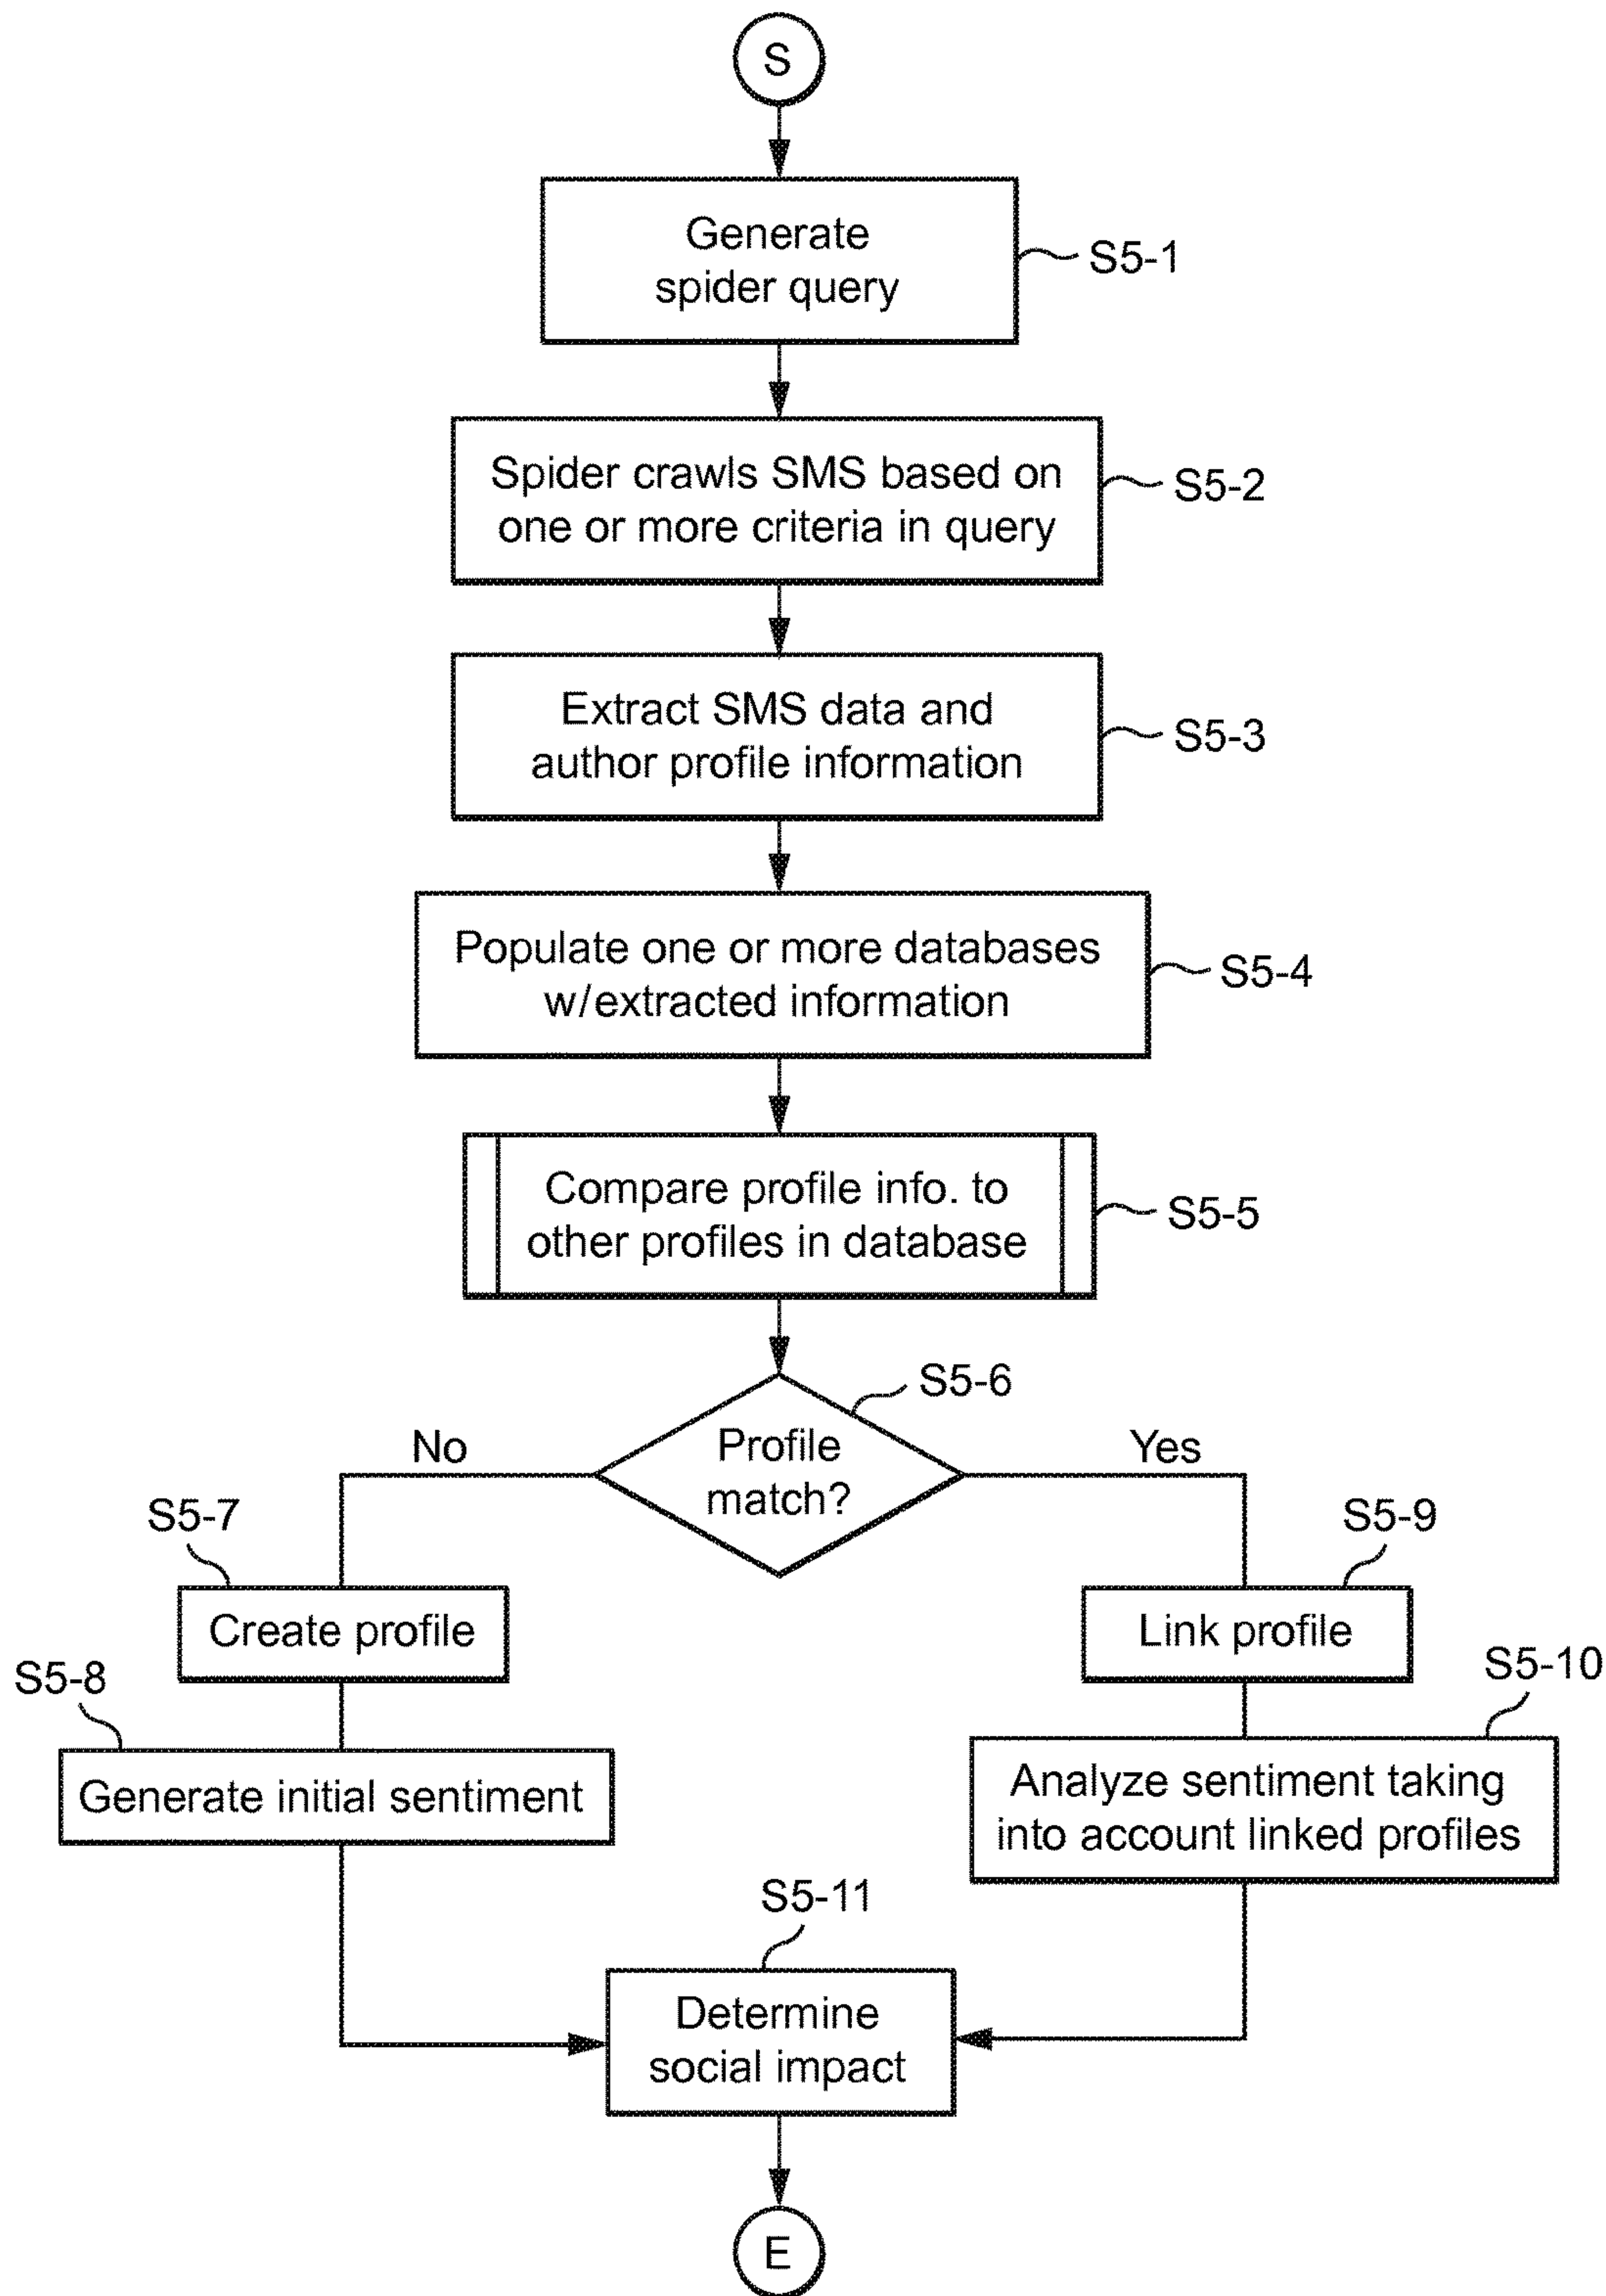 S
Generate
spider query
S5-1
Spider crawls SMS based on
one or more criteria in query
S5-2
Extract SMS data and
author profile information
S5-3
Populate one or more databases
w/extracted information
S5-4
Compare profile info. to
other profiles in database
S5-5
S5-6
Profile
match?
No
Yes
S5-7
Create profile
S5-8
Generate initial sentiment
S5-9
Link profile
S5-10
Analyze sentiment taking
into account linked profiles
S5-11
Determine
social impact
E